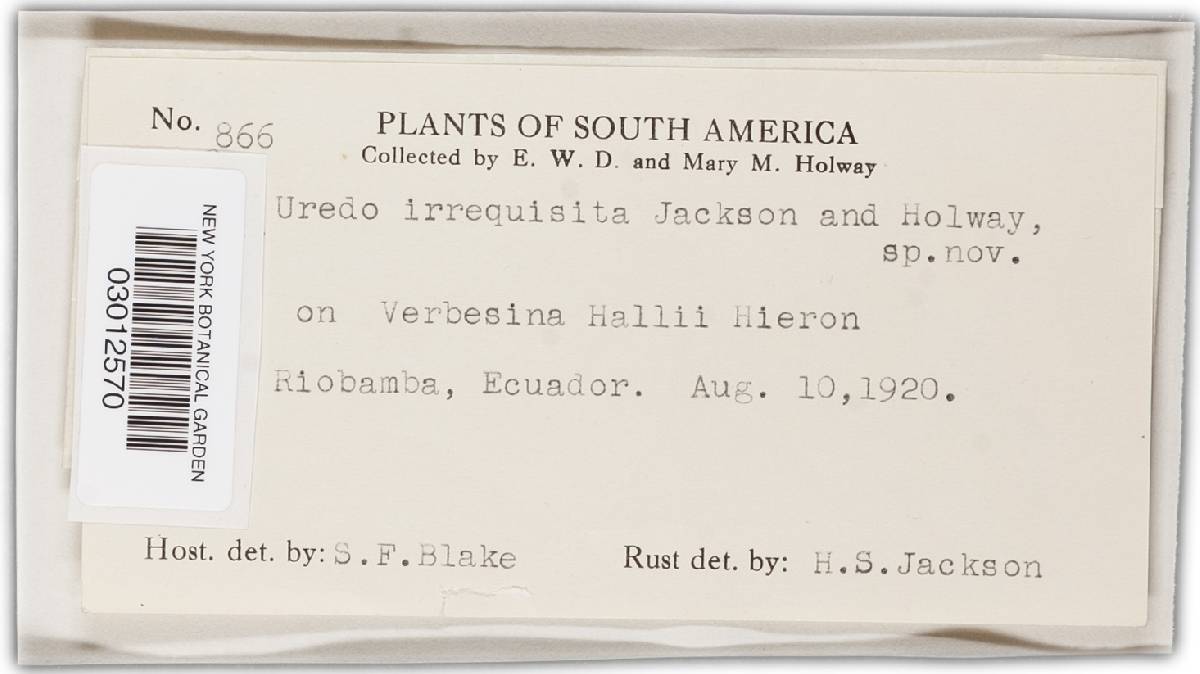 No. 866
PLANTS OF SOUTH AMERICA
Collected by E. W. D. and Mary M. Holway
Uredo irrequisita Jackson and Holway,
sp.nov.
on Verbesina Hallii Hieron
Riobamba, Ecuador. Aug. 10,1920.
NEW YORK BOTANICAL GARDEN
03012570
Host. det. by: S.F.Blake
Rust det. by: H.S.Jackson